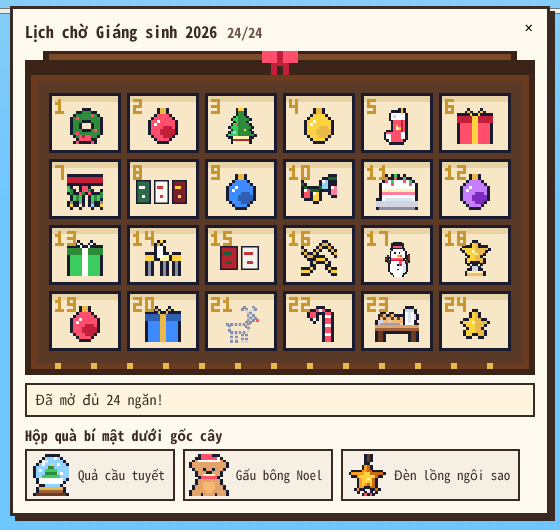 Lịch chờ Giáng sinh 2026 24/24 ×
1 2 3 4 5 6
7 8 9 10 11 12
13 14 15 16 17 18
19 20 21 22 23 24
Đã mở đủ 24 ngăn!
Hộp quà bí mật dưới gốc cây
Quả cầu tuyết Gấu bông Noel Đèn lồng ngôi sao